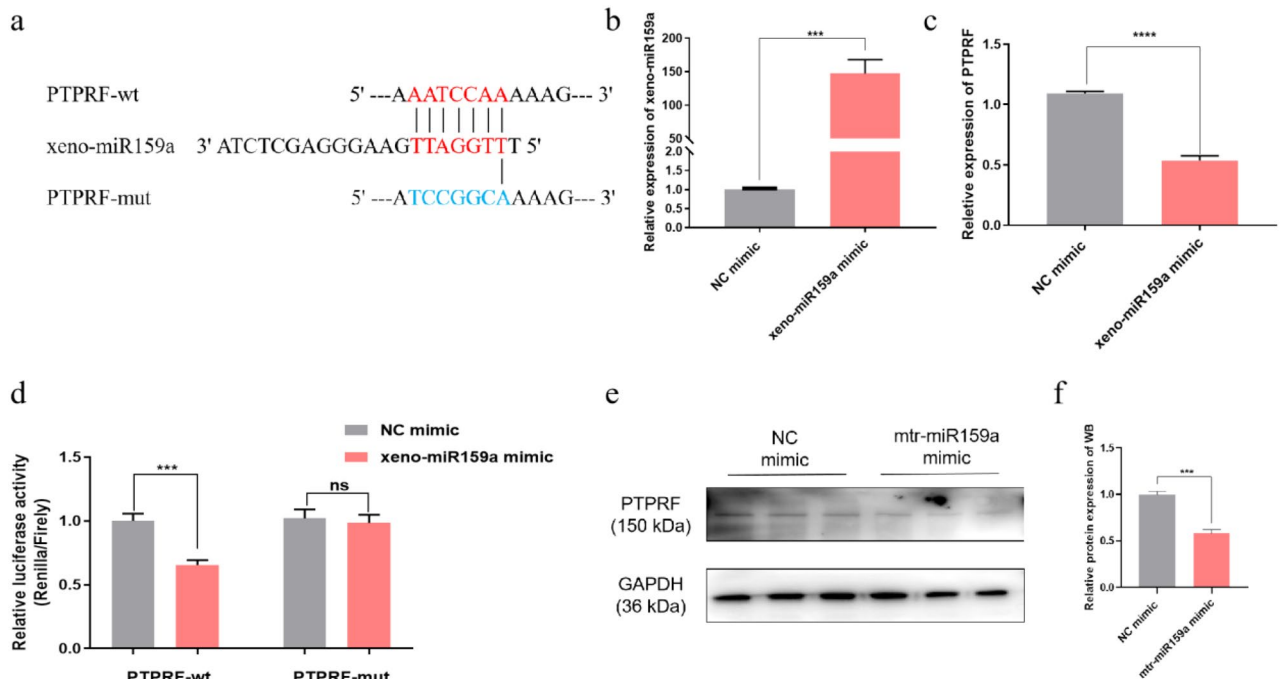 a
PTPRF-wt 5' ---AAATCCAAAAAG--- 3'
xeno-miR159a 3' ATCTCGAGGGAAGTTAGGTTT 5'
PTPRF-mut 5' ---ATCCGGCAAAAG--- 3'
b
Relative expression of xeno-miR159a
200
150
100
50
2.0
1.5
1.0
0.5
0.0
***
NC mimic
xeno-miR159a mimic
c
Reletive expression of PTPRF
1.5
1.0
0.5
0.0
****
NC mimic
xeno-miR159a mimic
d
NC mimic
xeno-miR159a mimic
Relative luciferase activity
(Renilla/Firely)
1.5
1.0
0.5
0.0
***
ns
PTPRF-wt
PTPRF-mut
e
NC
mimic
mtr-miR159a
mimic
PTPRF
(150 kDa)
GAPDH
(36 kDa)
f
Relative protein expression of WB
1.5
1.0
0.5
0.0
***
NC mimic
mtr-miR159a mimic